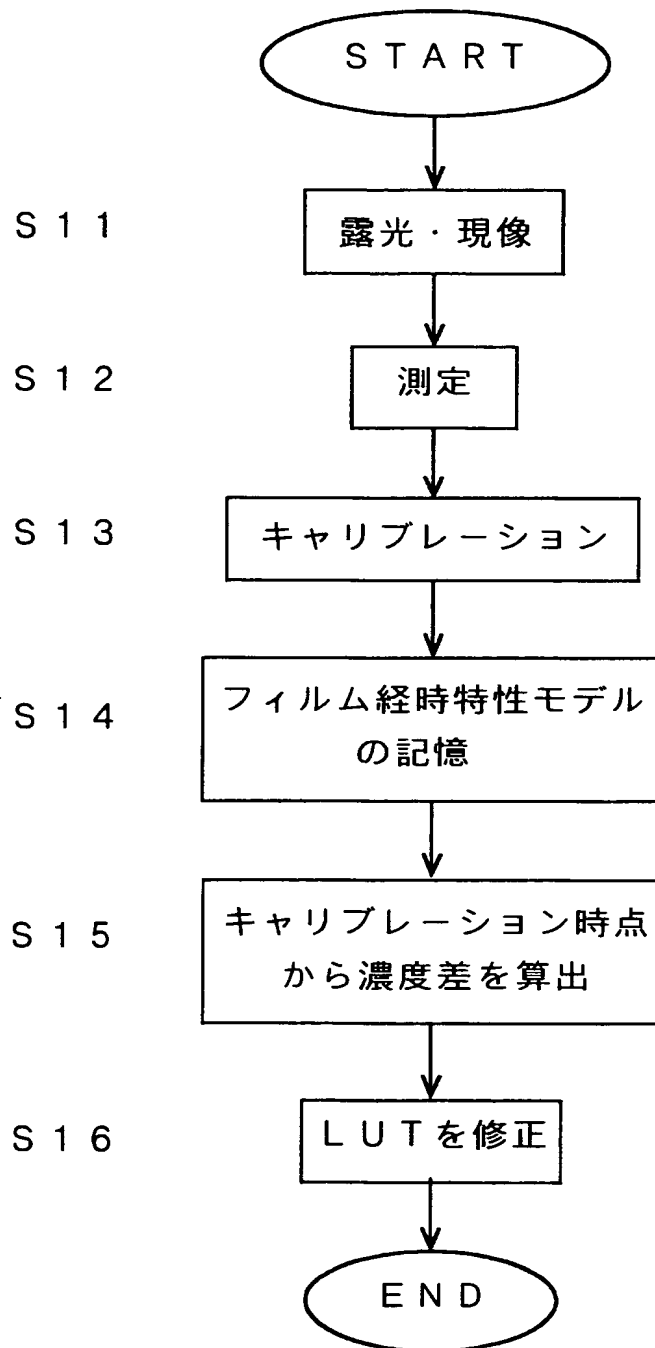 START
S11
露光・現像
S12
測定
S13
キャリブレーション
S14
フィルム経時特性モデル
の記憶
S15
キャリブレーション時点
から濃度差を算出
S16
LUTを修正
END